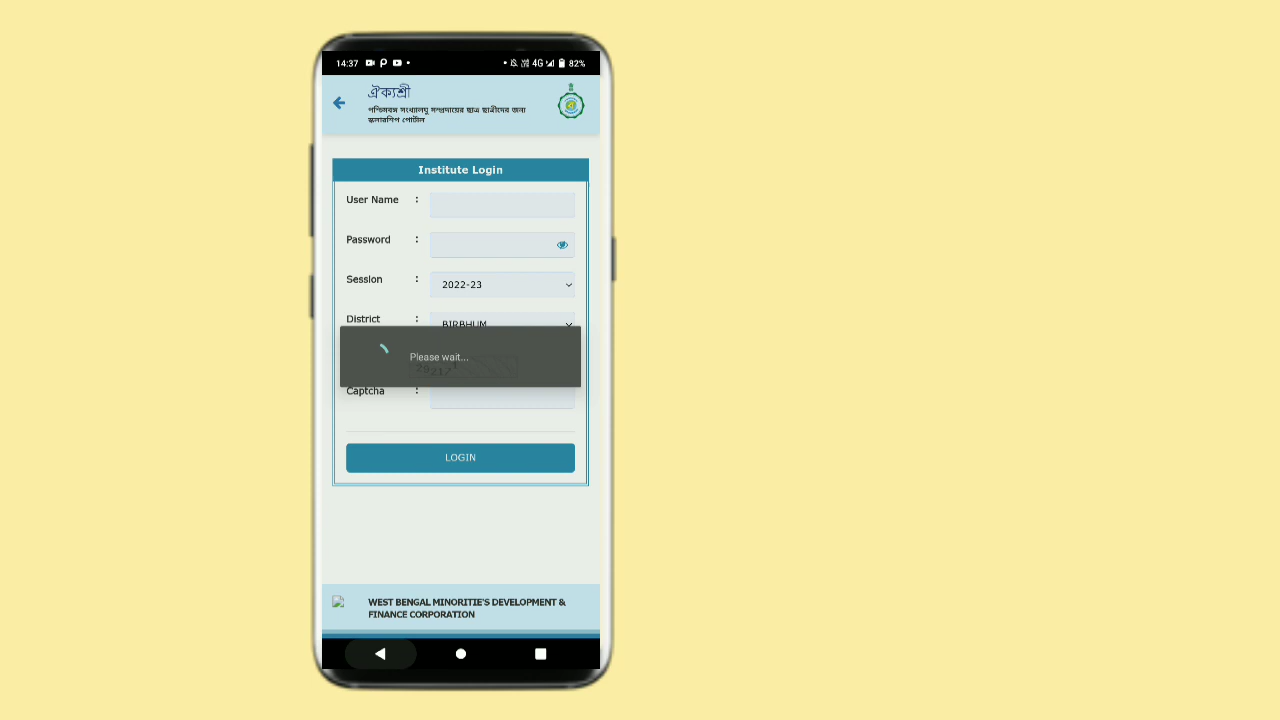 14:37
4G 82%
ঐক্যশ্রী
পশ্চিমবঙ্গ সংখ্যালঘু সম্প্রদায়ের ছাত্র ছাত্রীদের জন্য
স্কলারশিপ পোর্টাল
Institute Login
User Name :
Password :
Session : 2022-23
District : BIRBHUM
Please wait...
Captcha :
LOGIN
WEST BENGAL MINORITIE'S DEVELOPMENT &
FINANCE CORPORATION